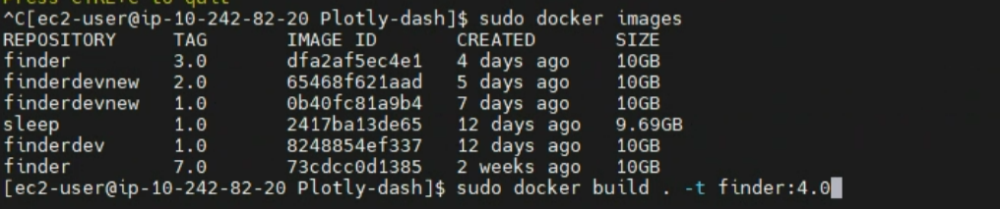 Press CTRL+C to quit
^C[ec2-user@ip-10-242-82-20 Plotly-dash]$ sudo docker images
REPOSITORY TAG IMAGE ID CREATED SIZE
finder 3.0 dfa2af5ec4e1 4 days ago 10GB
finderdevnew 2.0 65468f621aad 5 days ago 10GB
finderdevnew 1.0 0b40fc81a9b4 7 days ago 10GB
sleep 1.0 2417ba13de65 12 days ago 9.69GB
finderdev 1.0 8248854ef337 12 days ago 10GB
finder 7.0 73cdcc0d1385 2 weeks ago 10GB
[ec2-user@ip-10-242-82-20 Plotly-dash]$ sudo docker build . -t finder:4.0